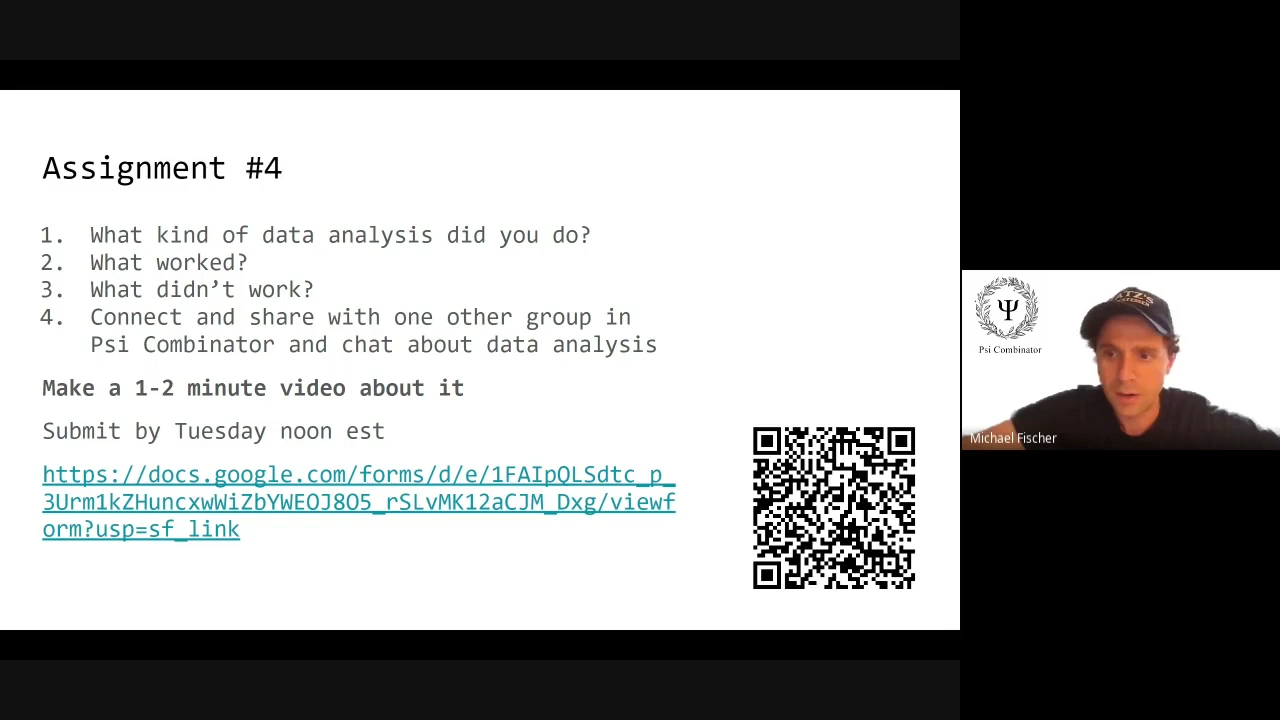 Assignment #4
1. What kind of data analysis did you do?
2. What worked?
3. What didn’t work?
4. Connect and share with one other group in
Psi Combinator and chat about data analysis
Make a 1-2 minute video about it
Submit by Tuesday noon est
https://docs.google.com/forms/d/e/1FAIpQLSdtc_p_
3Urm1kZHuncxwWiZbYWEOJ8O5_rSLvMK12aCJM_Dxg/viewf
orm?usp=sf_link
Ψ
Psi Combinator
Michael Fischer